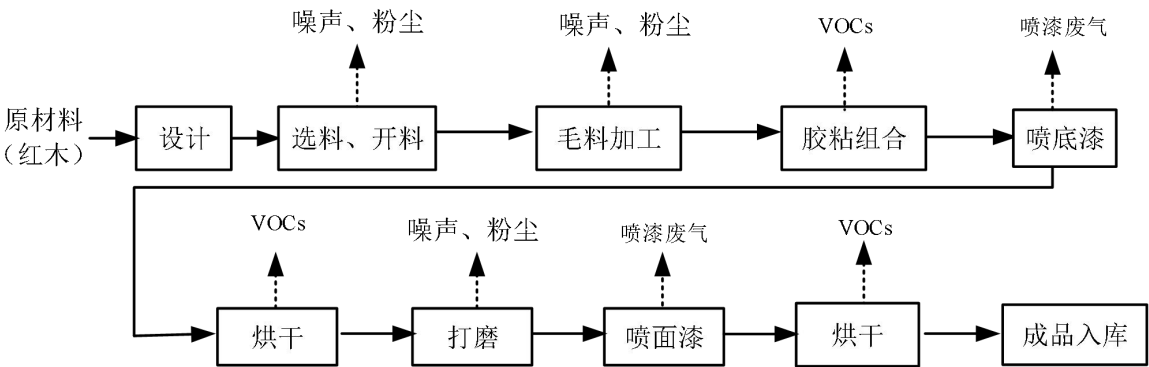 噪声、粉尘
噪声、粉尘
VOCs
喷漆废气
原材料
（红木）
设计
选料、开料
毛料加工
胶粘组合
喷底漆
VOCs
噪声、粉尘
喷漆废气
VOCs
烘干
打磨
喷面漆
烘干
成品入库